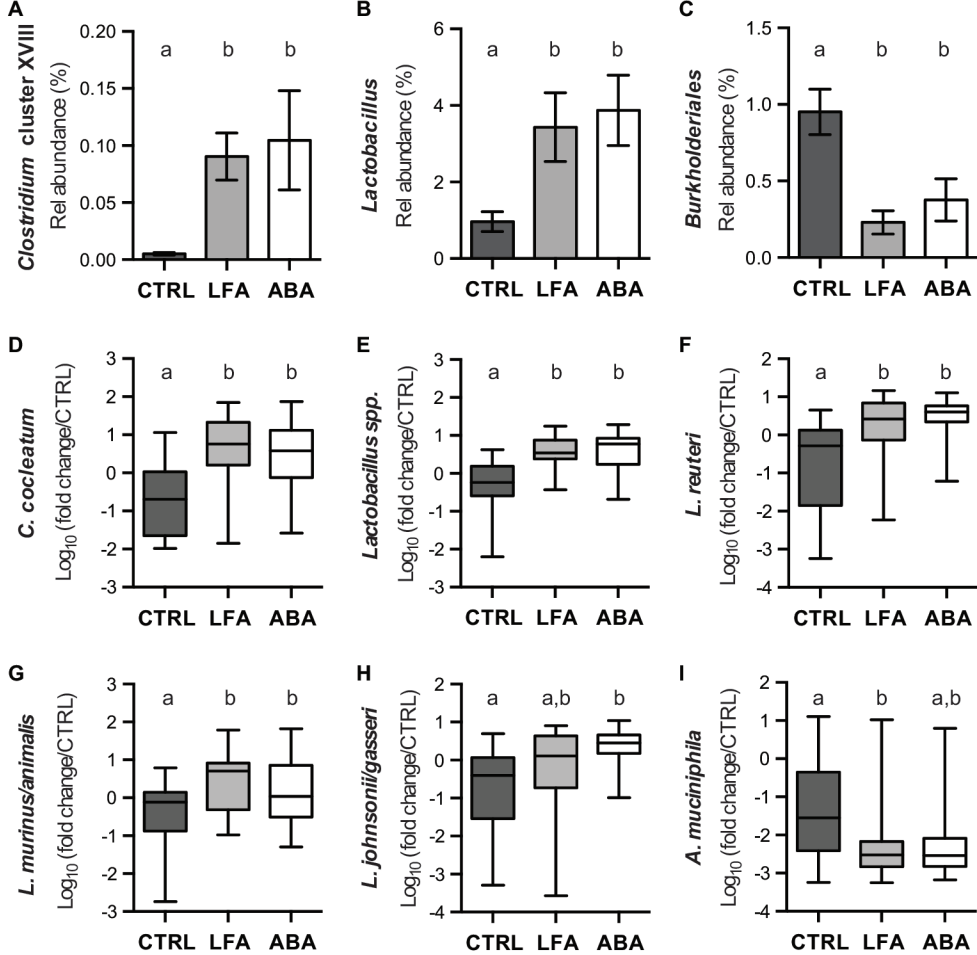 A
Clostridium cluster XVIII
Rel abundance (%)
0.20
0.15
0.10
0.05
0.00
a b b
CTRL LFA ABA
B
Lactobacillus
Rel abundance (%)
6
4
2
0
a b b
CTRL LFA ABA
C
Burkholderiales
Rel abundance (%)
1.5
1.0
0.5
0.0
a b b
CTRL LFA ABA
D
C. cocleatum
Log10 (fold change/CTRL)
3
2
1
0
-1
-2
-3
a b b
CTRL LFA ABA
E
Lactobacillus spp.
Log10 (fold change/CTRL)
3
2
1
0
-1
-2
-3
a b b
CTRL LFA ABA
F
L. reuteri
Log10 (fold change/CTRL)
2
1
0
-1
-2
-3
-4
a b b
CTRL LFA ABA
G
L. murinus/animalis
Log10 (fold change/CTRL)
3
2
1
0
-1
-2
-3
a b b
CTRL LFA ABA
H
L. johnsonii/gasseri
Log10 (fold change/CTRL)
2
1
0
-1
-2
-3
-4
a a,b b
CTRL LFA ABA
I
A. muciniphila
Log10 (fold change/CTRL)
2
1
0
-1
-2
-3
-4
a b a,b
CTRL LFA ABA